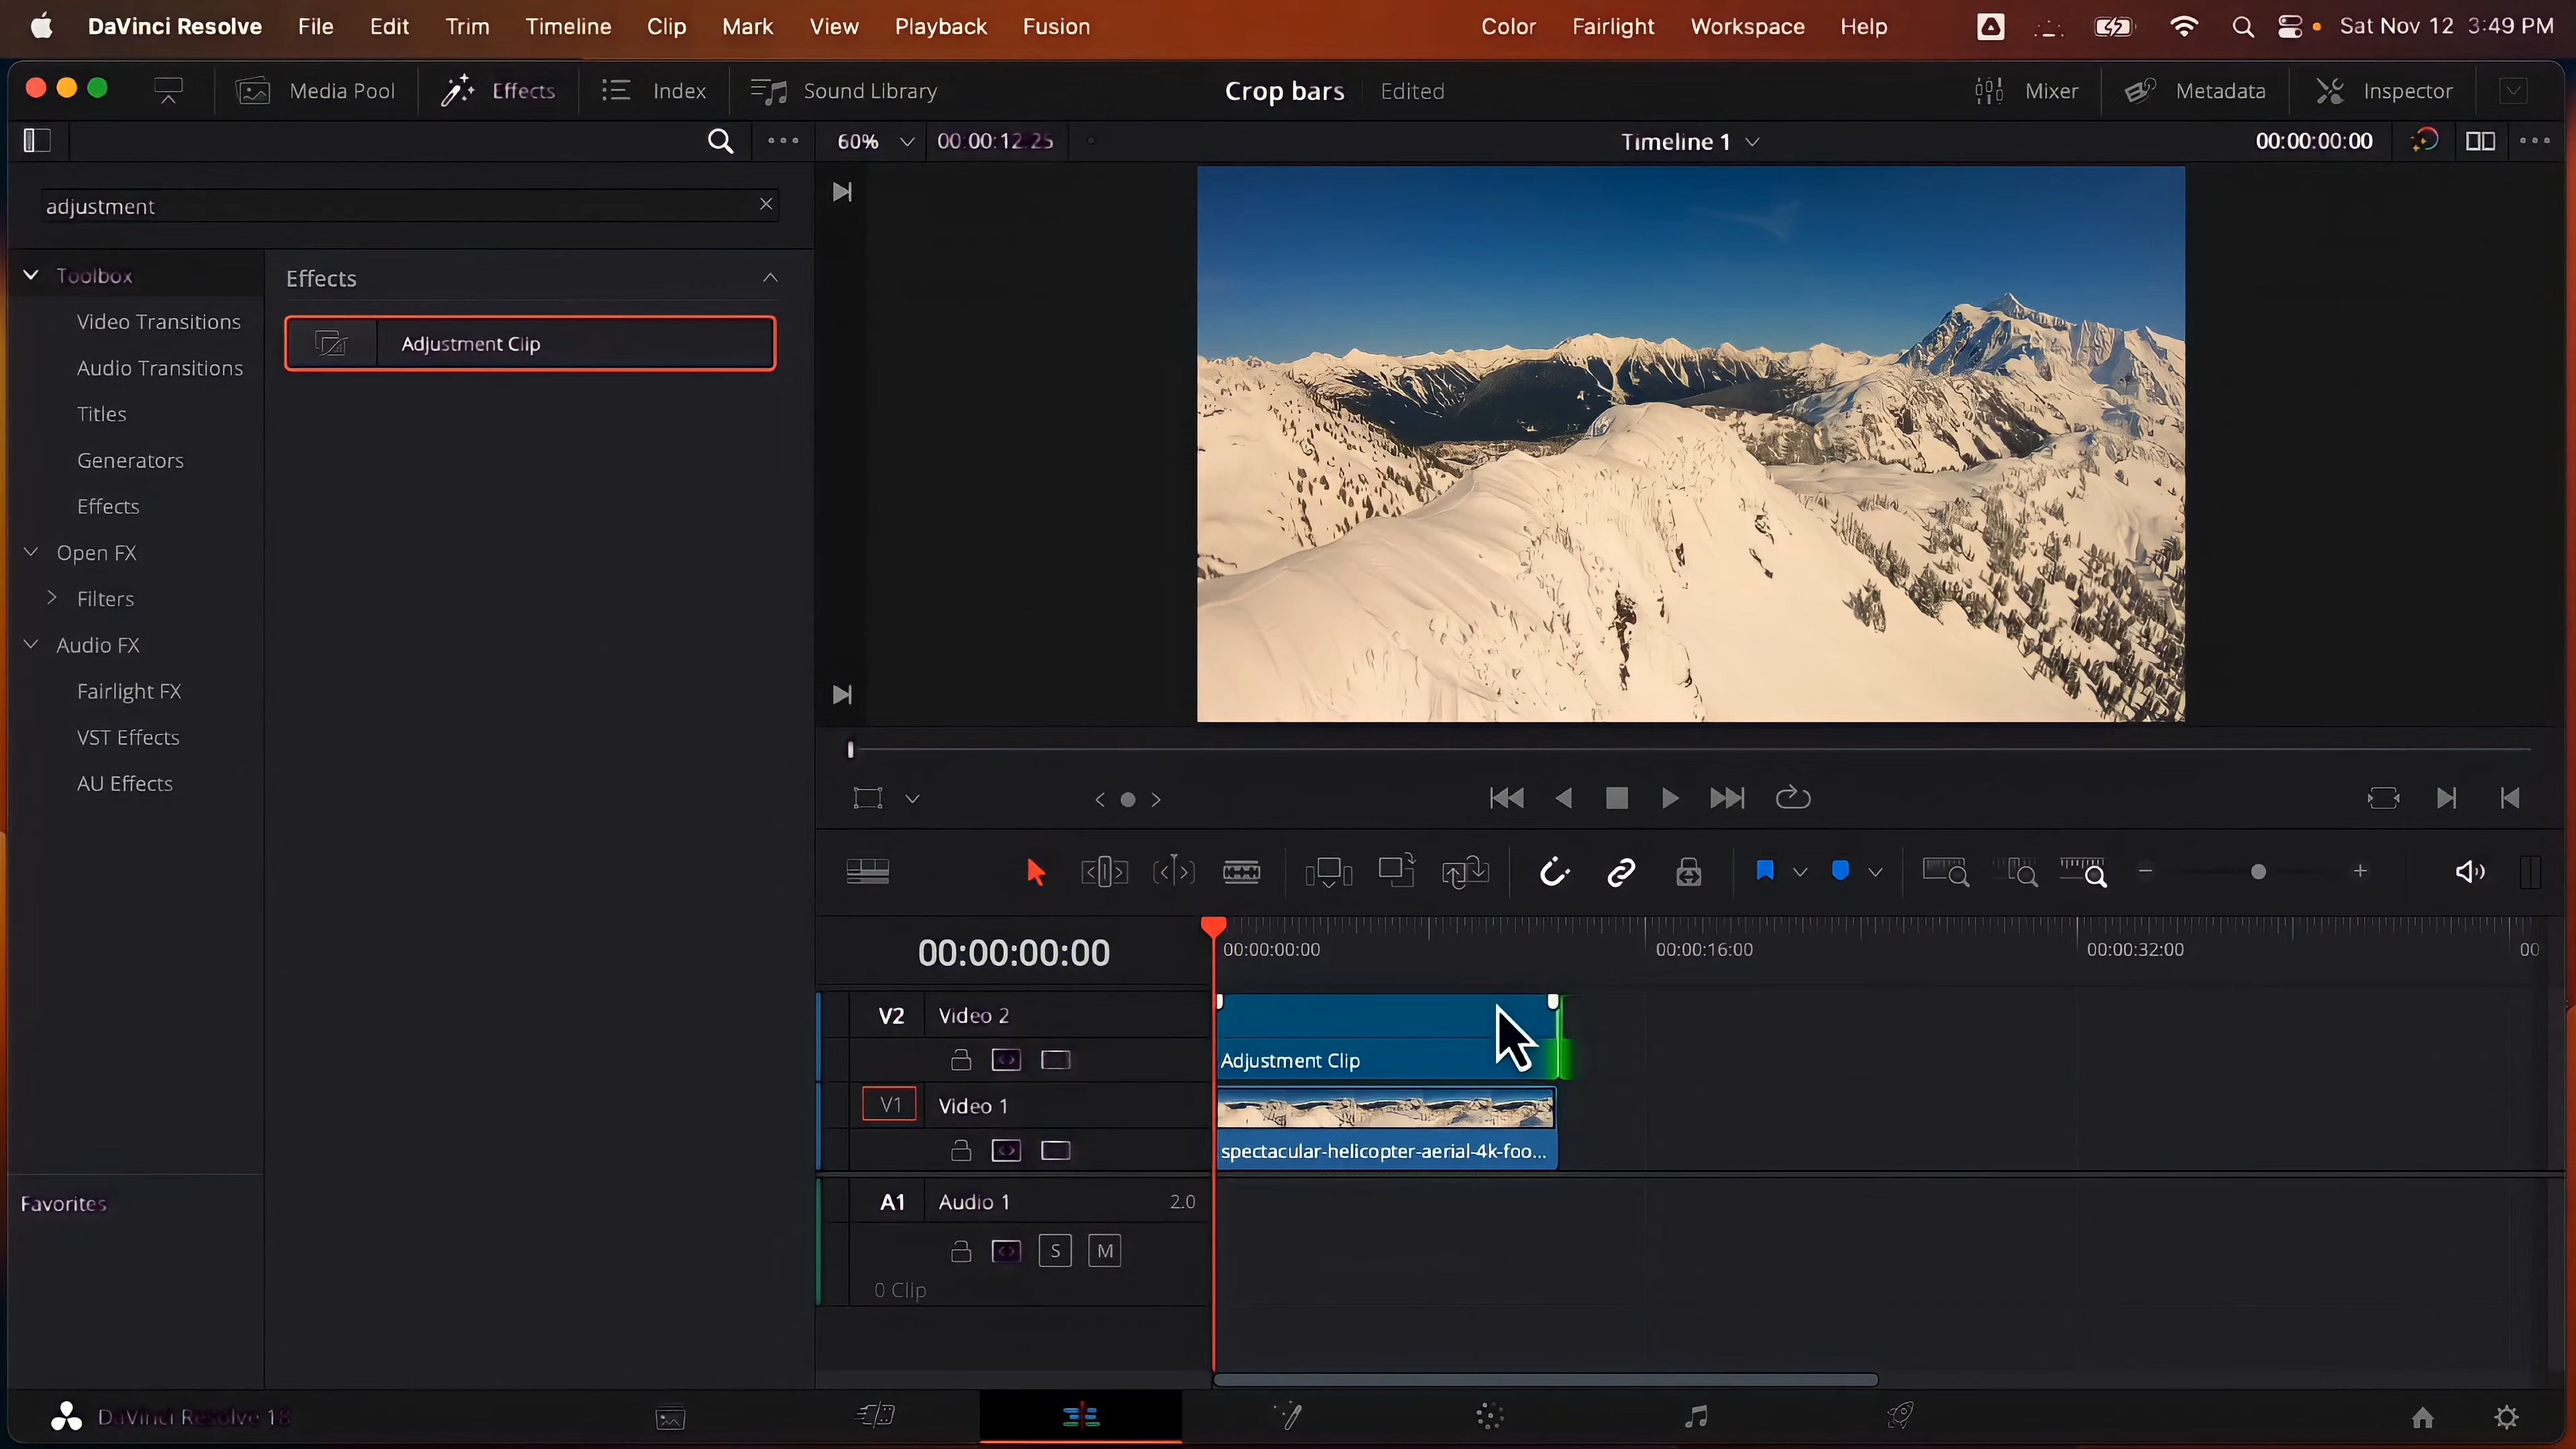 DaVinci Resolve File Edit Trim Timeline Clip Mark View Playback Fusion Color Fairlight Workspace Help Sat Nov 12 3:49 PM
Media Pool Effects Index Sound Library Crop bars Edited Mixer Metadata Inspector
60% 00:00:12:25 Timeline 1 00:00:00:00
adjustment
Toolbox
Video Transitions
Audio Transitions
Titles
Generators
Effects
Open FX
Filters
Audio FX
Fairlight FX
VST Effects
AU Effects
Favorites
Effects
Adjustment Clip
00:00:00:00
00:00:00:00 00:00:16:00 00:00:32:00 00
V2 Video 2
Adjustment Clip
V1 Video 1
spectacular-helicopter-aerial-4k-foo...
A1 Audio 1 2.0
S M
0 Clip
DaVinci Resolve 18